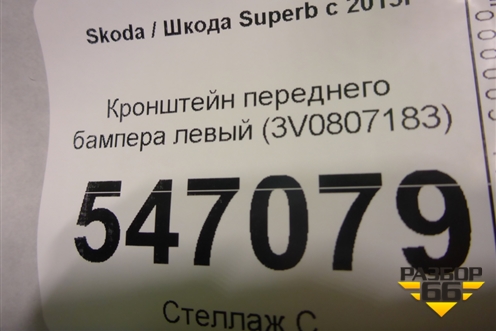 Skoda / Шкода Superb с 2015г
Кронштейн переднего
бампера левый (3V0807183)
547079
Стеллаж С
РАЗБОР
66